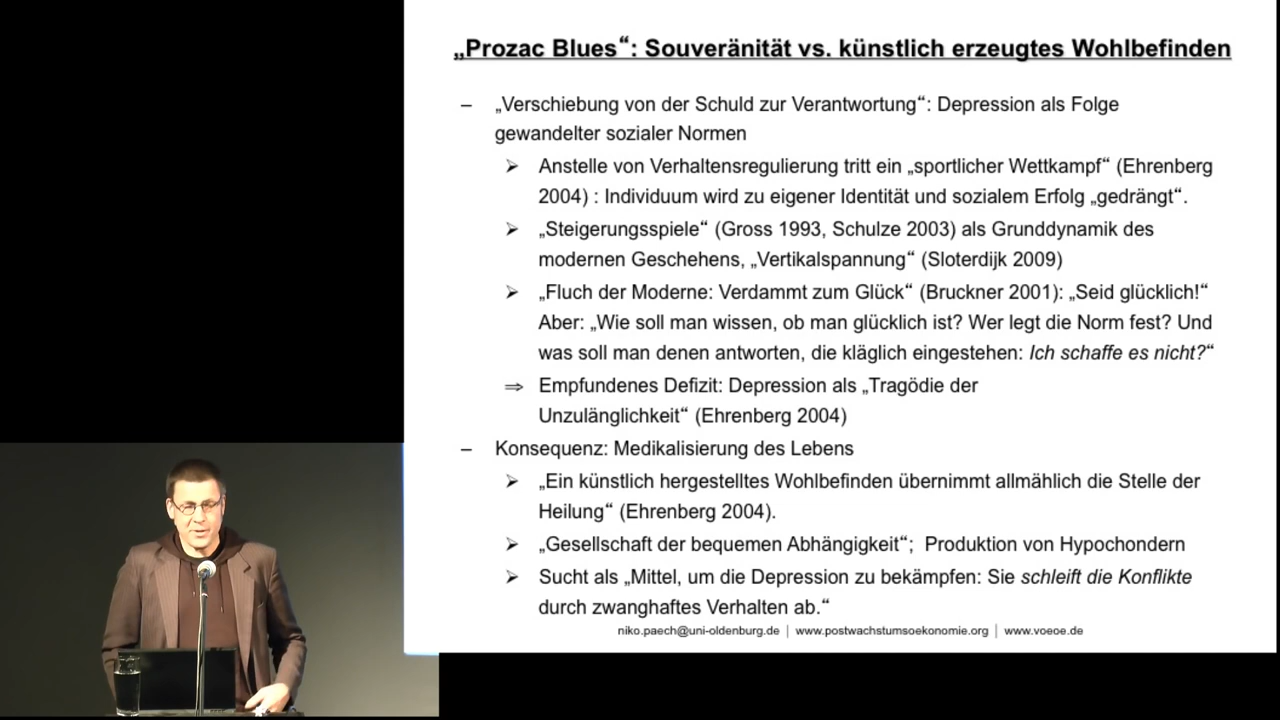 „Prozac Blues“: Souveränität vs. künstlich erzeugtes Wohlbefinden
– „Verschiebung von der Schuld zur Verantwortung“: Depression als Folge
gewandelter sozialer Normen
➢ Anstelle von Verhaltensregulierung tritt ein „sportlicher Wettkampf“ (Ehrenberg
2004) : Individuum wird zu eigener Identität und sozialem Erfolg „gedrängt“.
➢ „Steigerungsspiele“ (Gross 1993, Schulze 2003) als Grunddynamik des
modernen Geschehens, „Vertikalspannung“ (Sloterdijk 2009)
➢ „Fluch der Moderne: Verdammt zum Glück“ (Bruckner 2001): „Seid glücklich!“
Aber: „Wie soll man wissen, ob man glücklich ist? Wer legt die Norm fest? Und
was soll man denen antworten, die kläglich eingestehen: Ich schaffe es nicht?“
⇒ Empfundenes Defizit: Depression als „Tragödie der
Unzulänglichkeit“ (Ehrenberg 2004)
– Konsequenz: Medikalisierung des Lebens
➢ „Ein künstlich hergestelltes Wohlbefinden übernimmt allmählich die Stelle der
Heilung“ (Ehrenberg 2004).
➢ „Gesellschaft der bequemen Abhängigkeit“; Produktion von Hypochondern
➢ Sucht als „Mittel, um die Depression zu bekämpfen: Sie schleift die Konflikte
durch zwanghaftes Verhalten ab.“
niko.paech@uni-oldenburg.de | www.postwachstumsoekonomie.org | www.voeoe.de